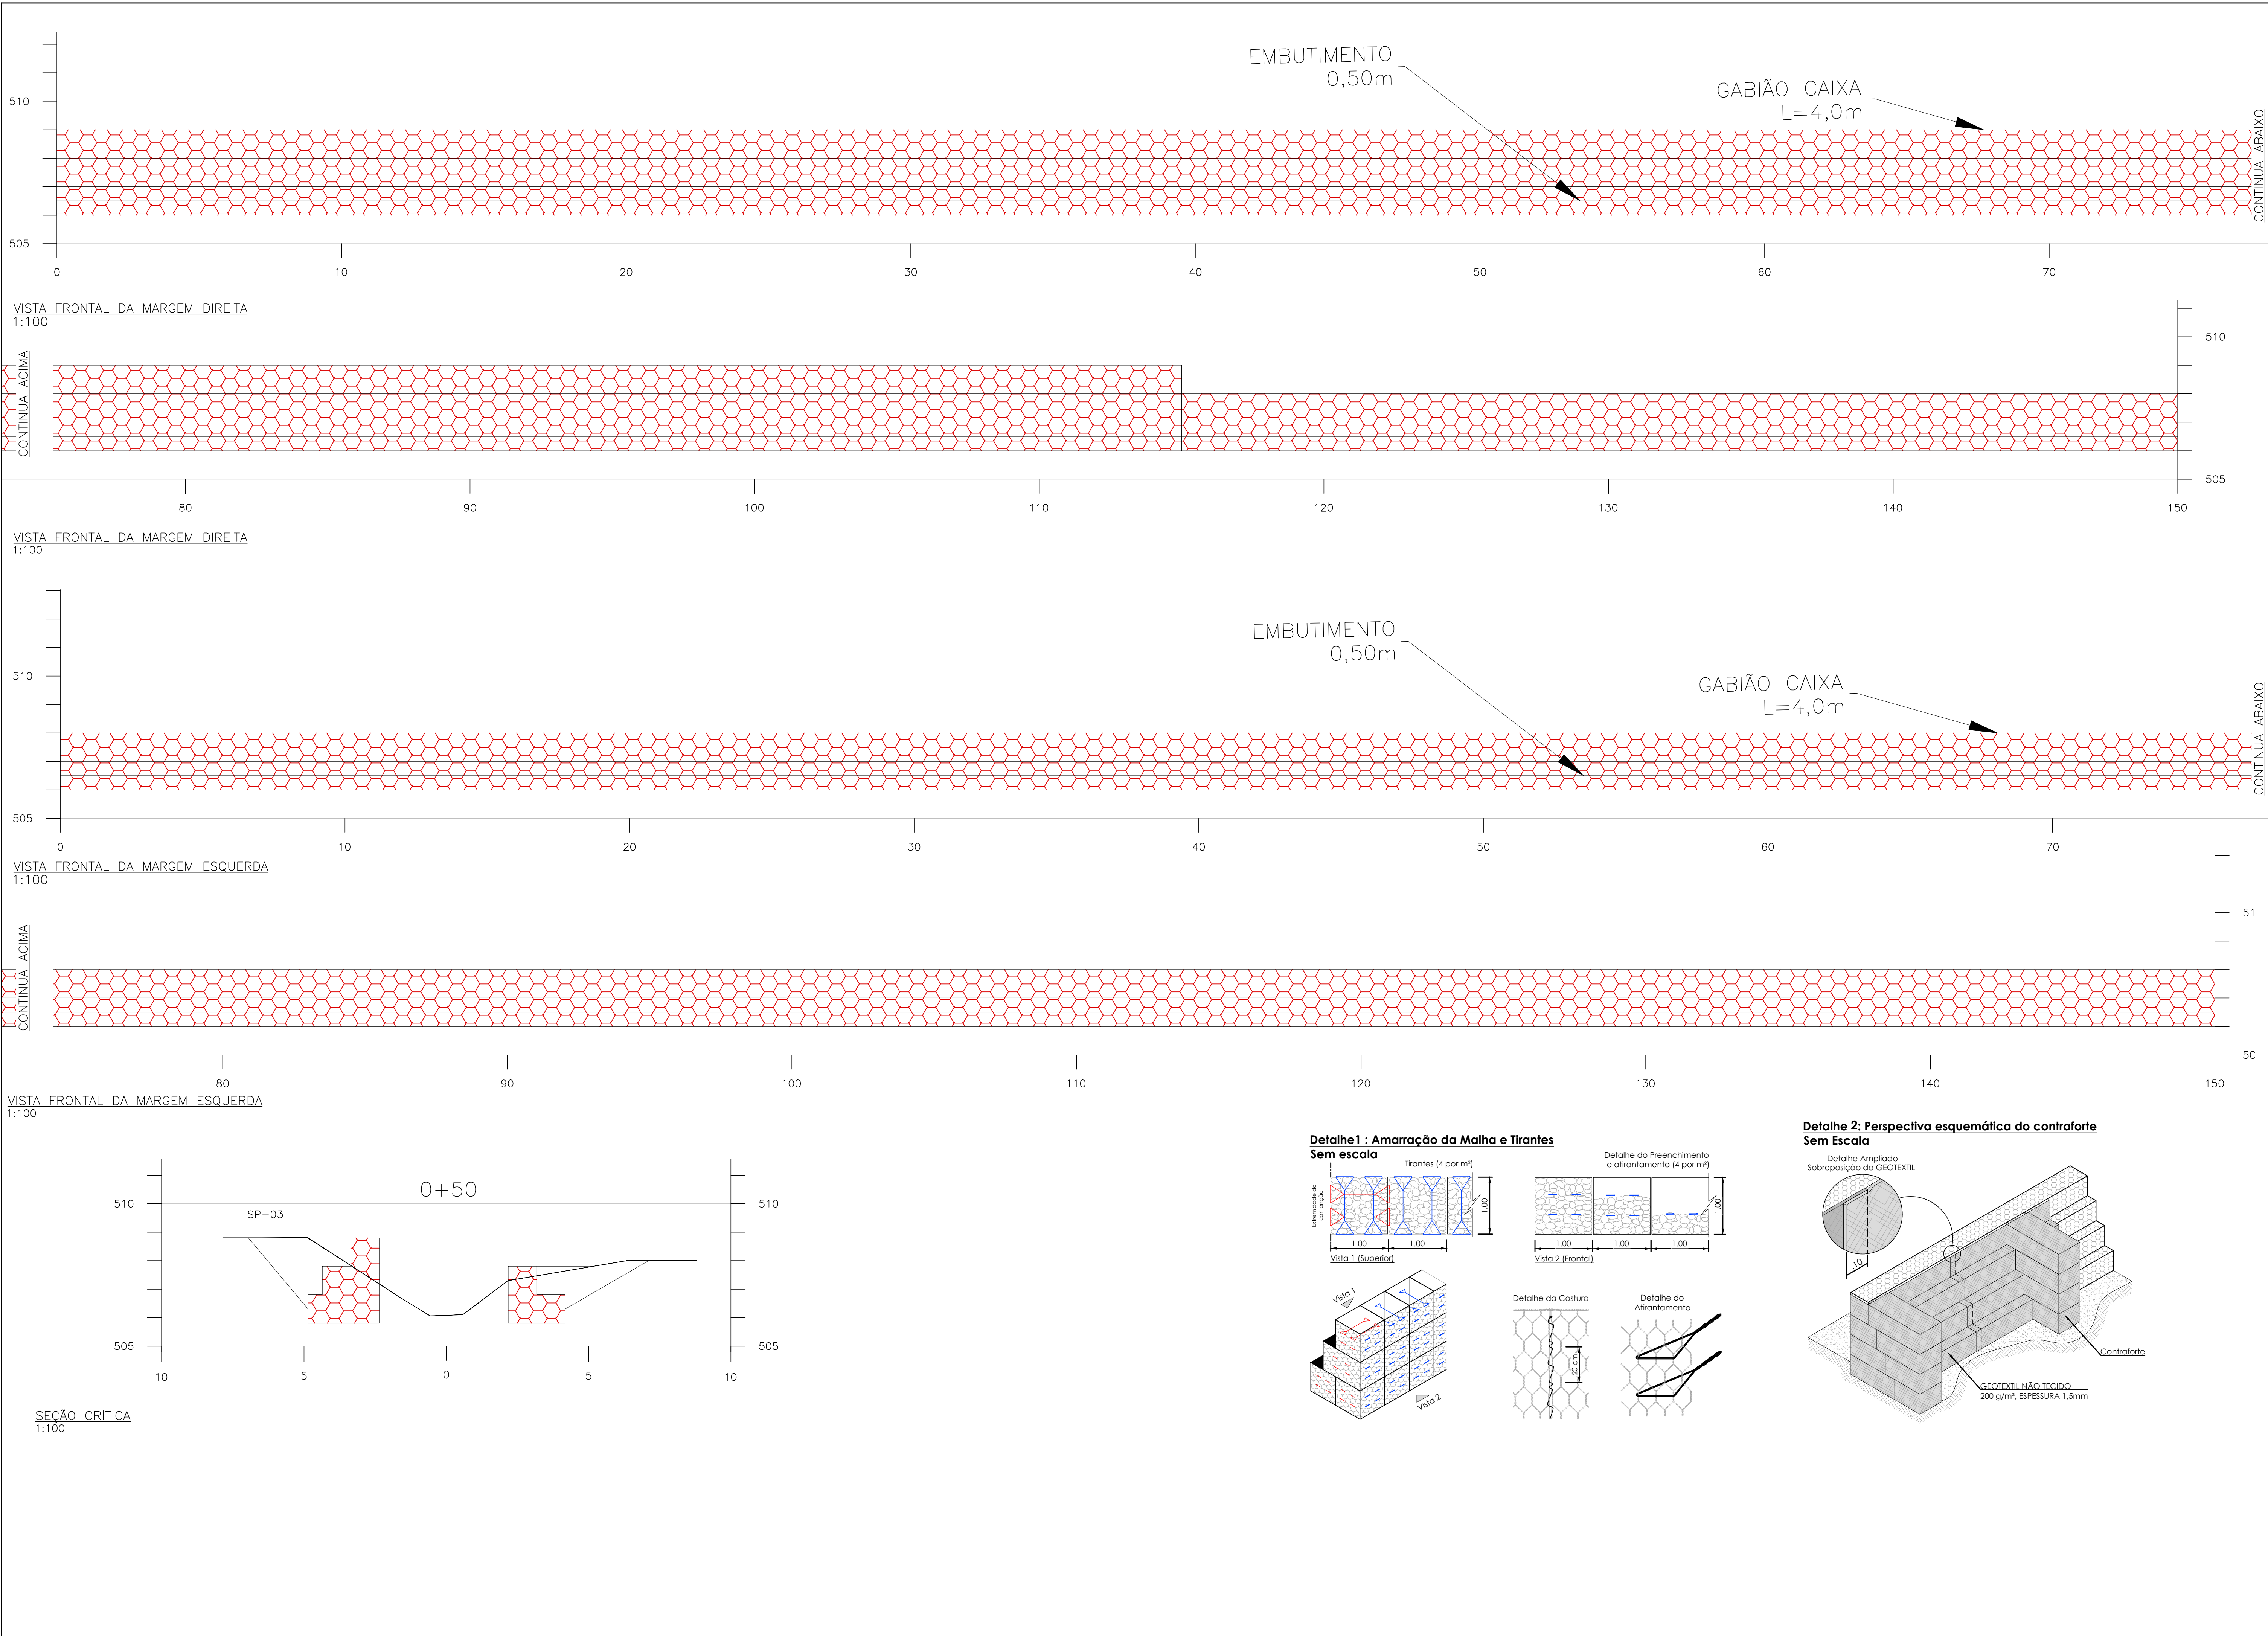 EMBUTIMENTO
0,50m
GABIÃO CAIXA
L=4,0m
CONTINUA ABAIXO
510
505
0 10 20 30 40 50 60 70
VISTA FRONTAL DA MARGEM DIREITA
1:100
CONTINUA ACIMA
510
505
80 90 100 110 120 130 140 150
VISTA FRONTAL DA MARGEM DIREITA
1:100
EMBUTIMENTO
0,50m
GABIÃO CAIXA
L=4,0m
CONTINUA ABAIXO
510
505
0 10 20 30 40 50 60 70
VISTA FRONTAL DA MARGEM ESQUERDA
1:100
CONTINUA ACIMA
51
50
80 90 100 110 120 130 140 150
VISTA FRONTAL DA MARGEM ESQUERDA
1:100
0+50
SP-03
510 510
505 505
10 5 0 5 10
SEÇÃO CRÍTICA
1:100
Detalhe1 : Amarração da Malha e Tirantes
Sem escala
Tirantes (4 por m²)
Extremidade da
contenção
1.00
1.00 1.00
Vista 1 (Superior)
Detalhe do Preenchimento
e atirantamento (4 por m³)
1.00
1.00 1.00 1.00
Vista 2 (Frontal)
Vista 1
Vista 2
Detalhe da Costura
20 cm
Detalhe do
Atirantamento
Detalhe 2: Perspectiva esquemática do contraforte
Sem Escala
Detalhe Ampliado
Sobreposição do GEOTEXTIL
.10
Contraforte
GEOTEXTIL NÃO TECIDO
200 g/m², ESPESSURA 1,5mm